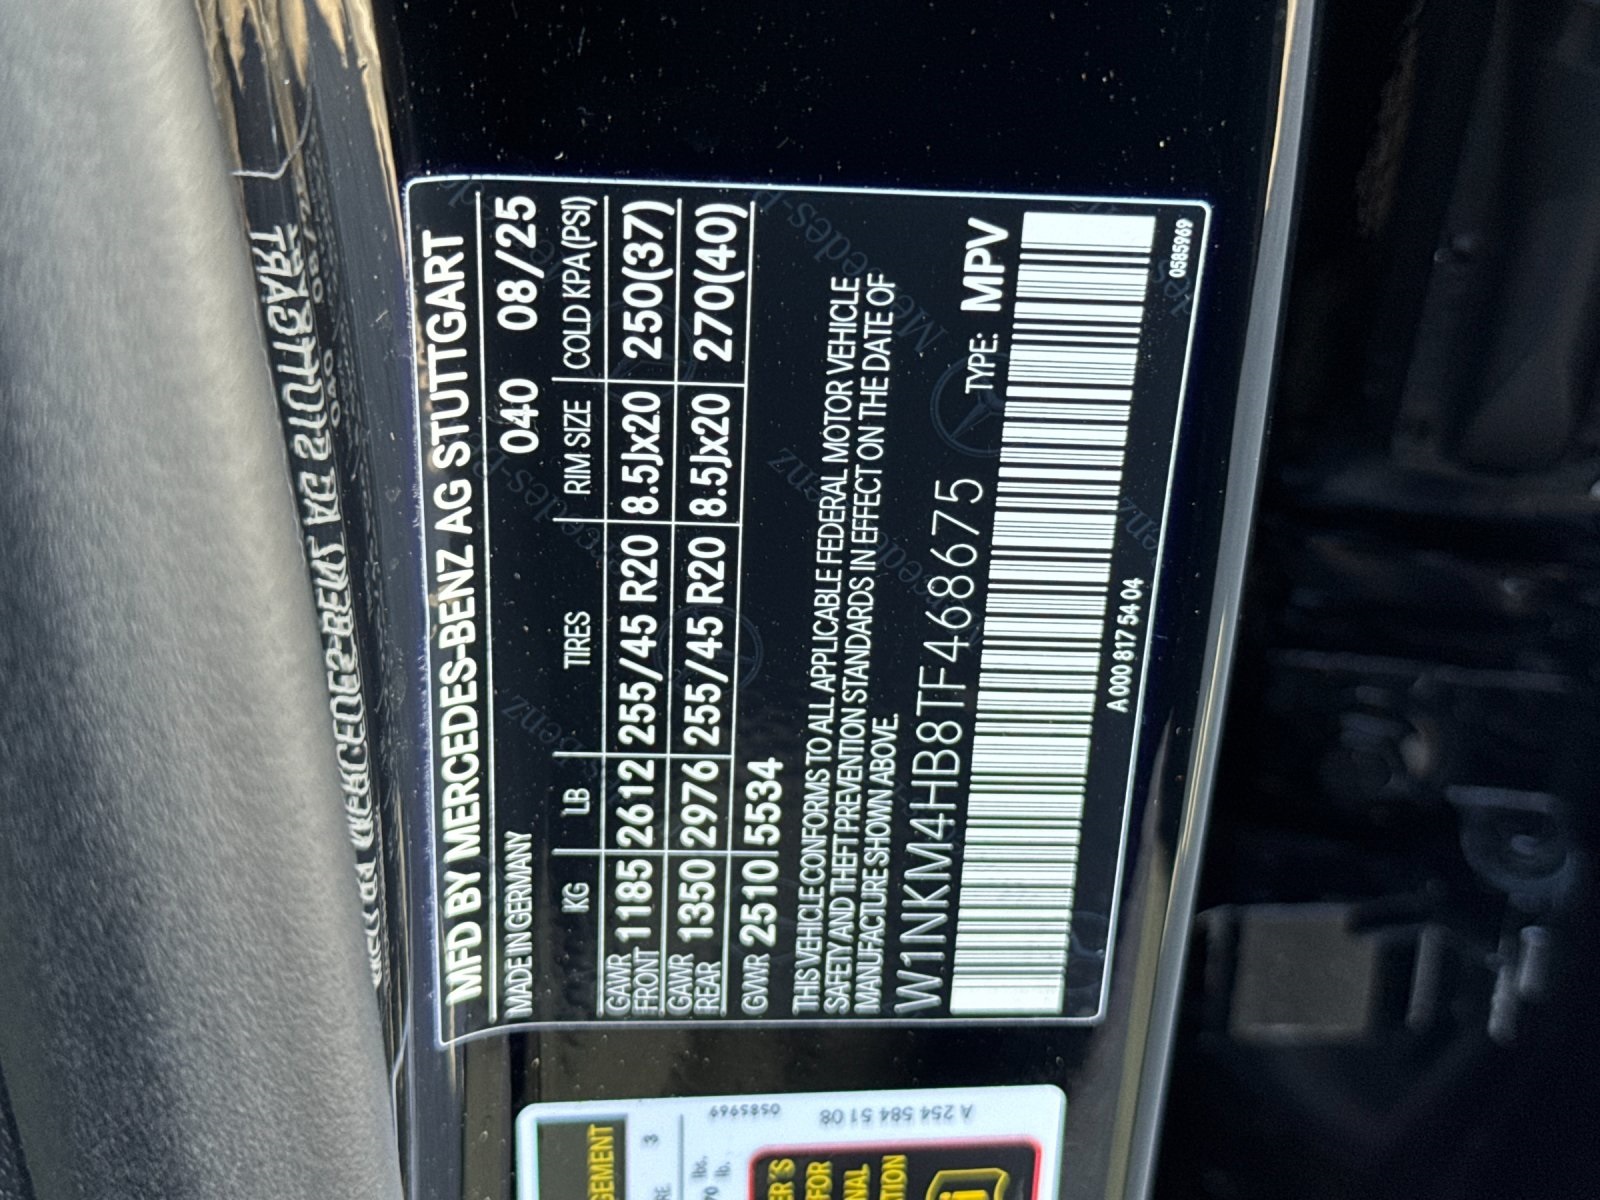 MFD BY MERCEDES-BENZ AG STUTTGART
MADE IN GERMANY 040 08/25
KG LB TIRES RIM SIZE COLD KPA (PSI)
GAWR FRONT 1185 2612 255/45 R20 8.5Jx20 250(37)
GAWR REAR 1350 2976 255/45 R20 8.5Jx20 270(40)
GVWR 2510 5534
THIS VEHICLE CONFORMS TO ALL APPLICABLE FEDERAL MOTOR VEHICLE
SAFETY AND THEFT PREVENTION STANDARDS IN EFFECT ON THE DATE OF
MANUFACTURE SHOWN ABOVE.
W1NKM4HB8TF468675 TYPE: MPV
A 000 817 54 04 0585969
A 254 584 51 08 0585969
lbs.
lb.